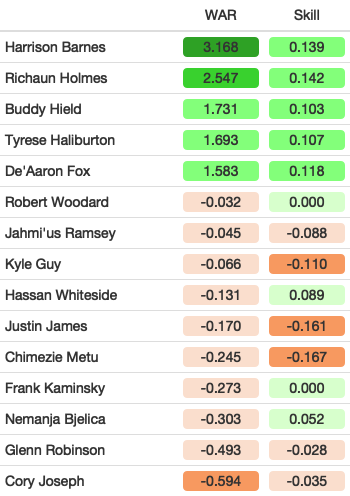 WAR Skill
Harrison Barnes 3.168 0.139
Richaun Holmes 2.547 0.142
Buddy Hield 1.731 0.103
Tyrese Haliburton 1.693 0.107
De'Aaron Fox 1.583 0.118
Robert Woodard -0.032 0.000
Jahmi'us Ramsey -0.045 -0.088
Kyle Guy -0.066 -0.110
Hassan Whiteside -0.131 0.089
Justin James -0.170 -0.161
Chimezie Metu -0.245 -0.167
Frank Kaminsky -0.273 0.000
Nemanja Bjelica -0.303 0.052
Glenn Robinson -0.493 -0.028
Cory Joseph -0.594 -0.035